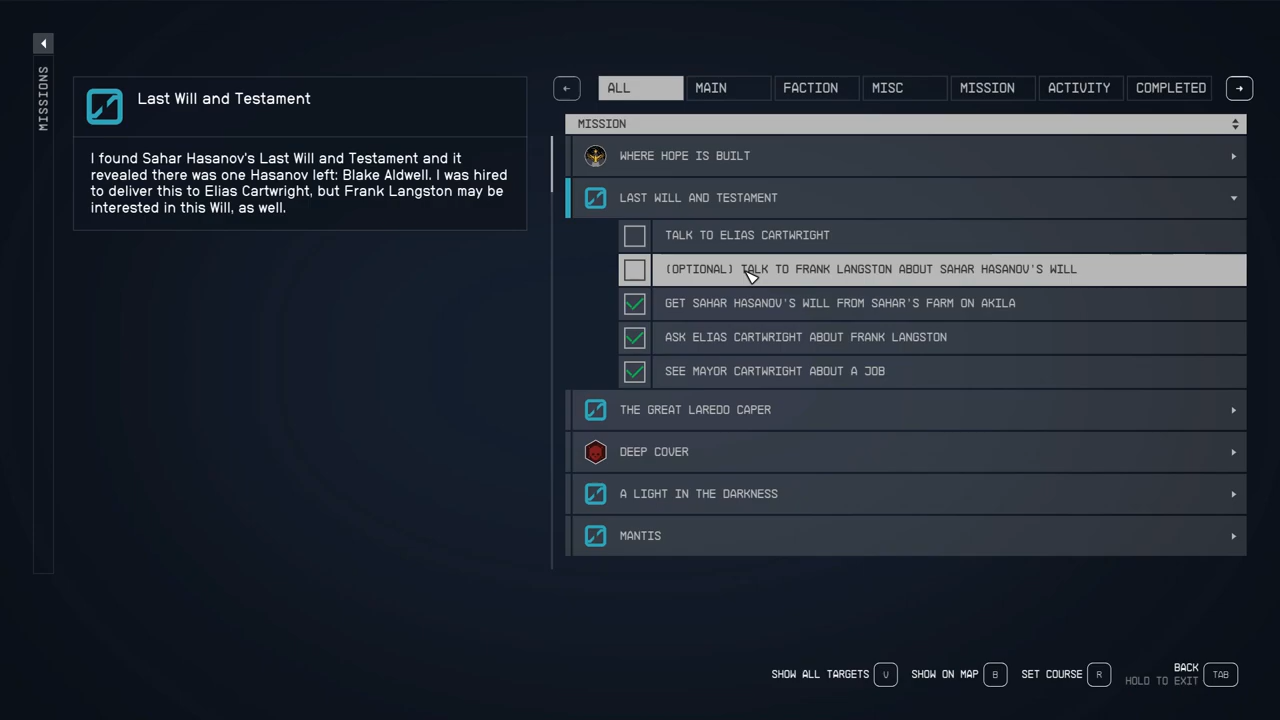 MISSIONS
Last Will and Testament
I found Sahar Hasanov's Last Will and Testament and it
revealed there was one Hasanov left: Blake Aldwell. I was hired
to deliver this to Elias Cartwright, but Frank Langston may be
interested in this Will, as well.
ALL
MAIN
FACTION
MISC
MISSION
ACTIVITY
COMPLETED
MISSION
WHERE HOPE IS BUILT
LAST WILL AND TESTAMENT
TALK TO ELIAS CARTWRIGHT
(OPTIONAL) TALK TO FRANK LANGSTON ABOUT SAHAR HASANOV'S WILL
GET SAHAR HASANOV'S WILL FROM SAHAR'S FARM ON AKILA
ASK ELIAS CARTWRIGHT ABOUT FRANK LANGSTON
SEE MAYOR CARTWRIGHT ABOUT A JOB
THE GREAT LAREDO CAPER
DEEP COVER
A LIGHT IN THE DARKNESS
MANTIS
SHOW ALL TARGETS V
SHOW ON MAP B
SET COURSE R
BACK
HOLD TO EXIT TAB